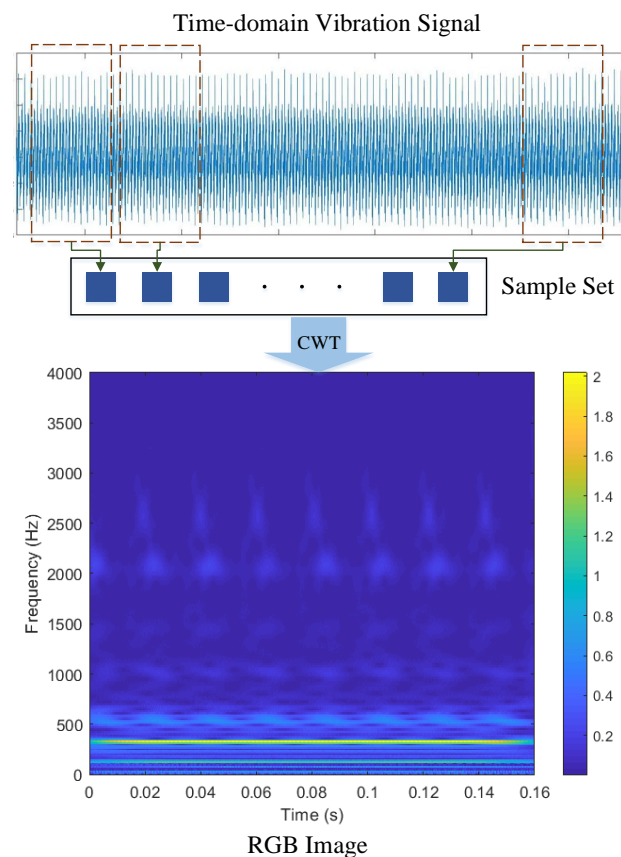 Time-domain Vibration Signal
Sample Set
CWT
4000
3500
3000
2500
2000
1500
1000
500
0
Frequency (Hz)
0 0.02 0.04 0.06 0.08 0.1 0.12 0.14 0.16
Time (s)
2
1.8
1.6
1.4
1.2
1
0.8
0.6
0.4
0.2
RGB Image